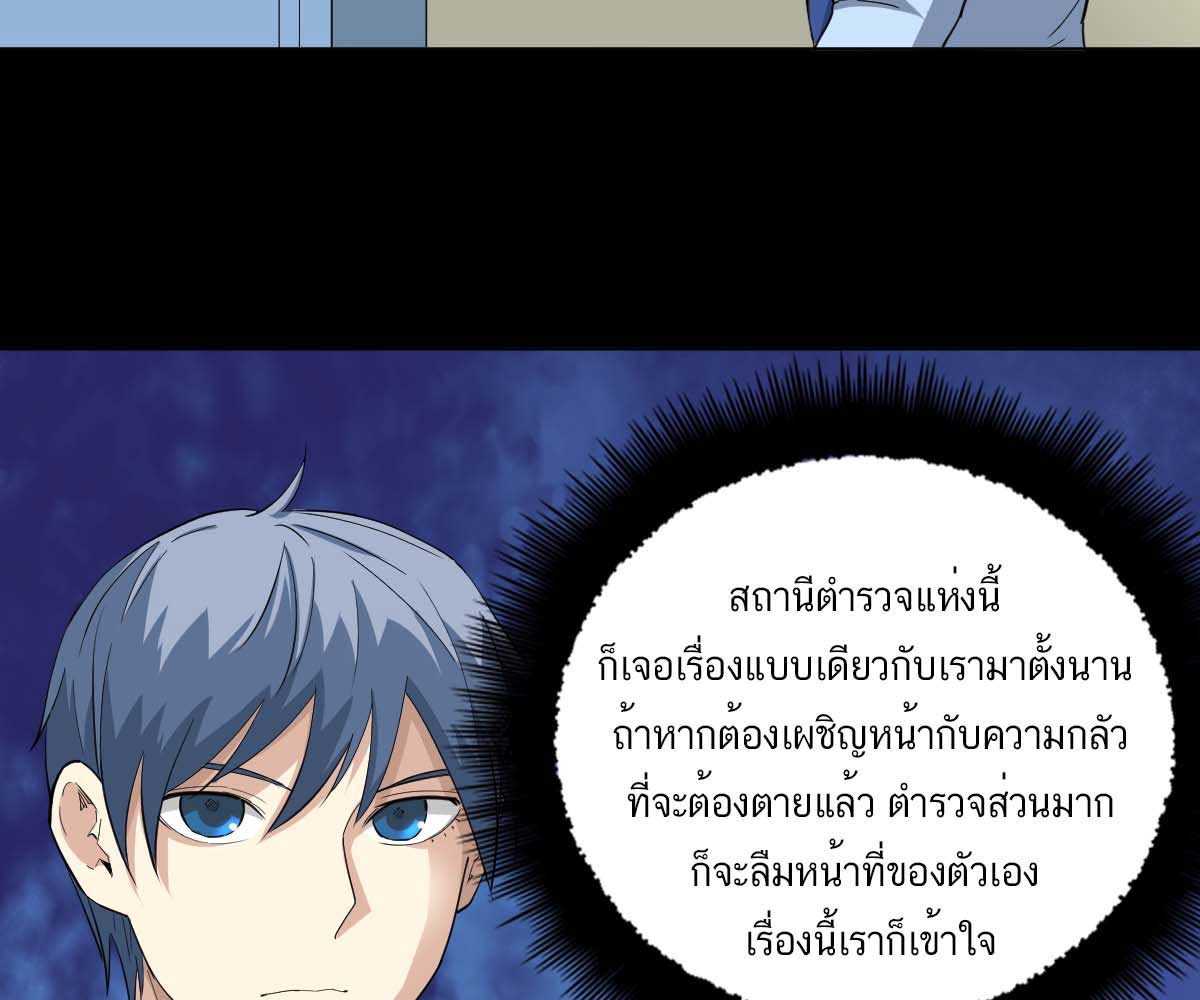 สถานีตำรวจแห่งนี้
ก็เจอเรื่องแบบเดียวกับเรามาตั้งนาน
ถ้าหากต้องเผชิญหน้ากับความกลัว
ที่จะต้องตายแล้ว ตำรวจส่วนมาก
ก็จะลืมหน้าที่ของตัวเอง
เรื่องนี้เราก็เข้าใจ